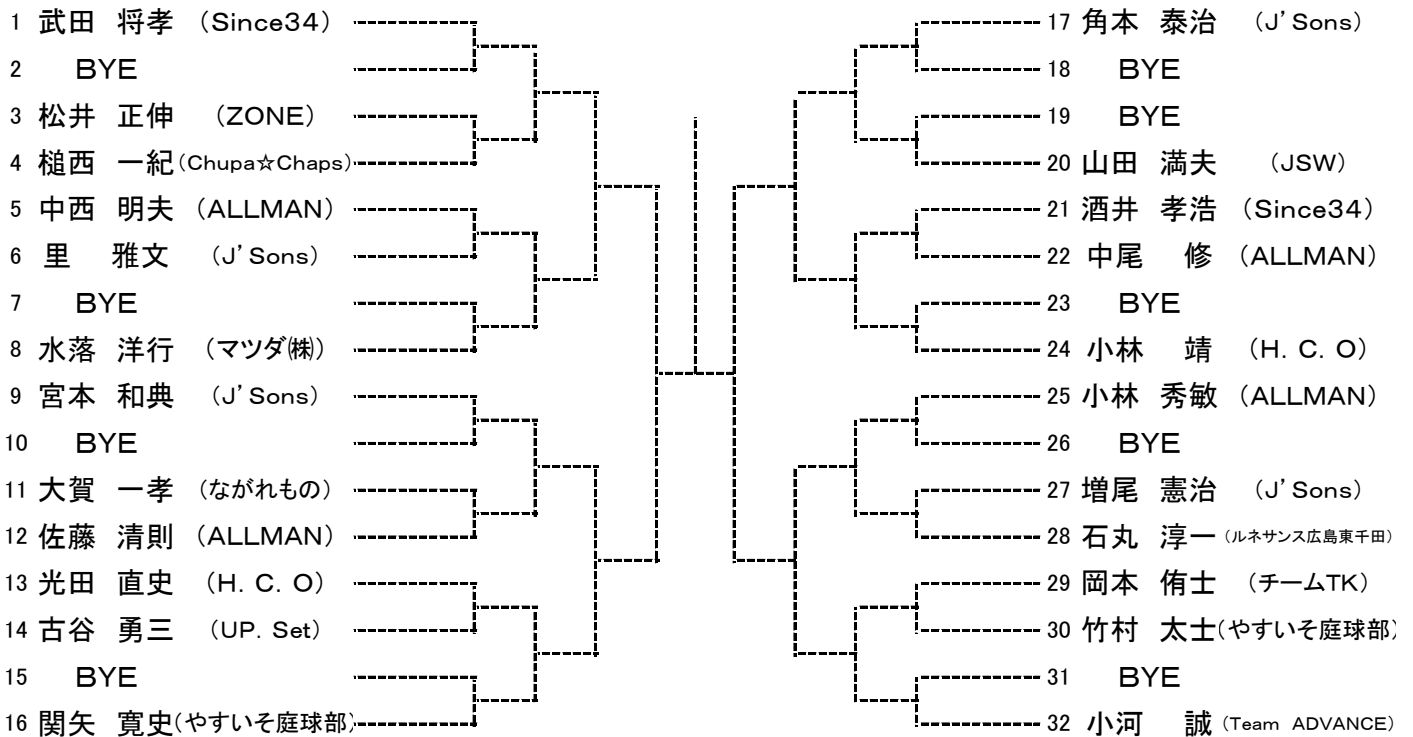 1 武田 将孝 (Since34)
2 BYE
3 松井 正伸 (ZONE)
4 槌西 一紀(Chupa☆Chaps)
5 中西 明夫 (ALLMAN)
6 里 雅文 (J'Sons)
7 BYE
8 水落 洋行 (マツダ㈱)
9 宮本 和典 (J'Sons)
10 BYE
11 大賀 一孝 (ながれもの)
12 佐藤 清則 (ALLMAN)
13 光田 直史 (H. C. O)
14 古谷 勇三 (UP. Set)
15 BYE
16 関矢 寛史(やすいそ庭球部)
17 角本 泰治 (J'Sons)
18 BYE
19 BYE
20 山田 満夫 (JSW)
21 酒井 孝浩 (Since34)
22 中尾 修 (ALLMAN)
23 BYE
24 小林 靖 (H. C. O)
25 小林 秀敏 (ALLMAN)
26 BYE
27 増尾 憲治 (J'Sons)
28 石丸 淳一(ルネサンス広島東千田)
29 岡本 侑士 (チームTK)
30 竹村 太士(やすいそ庭球部)
31 BYE
32 小河 誠(Team ADVANCE)